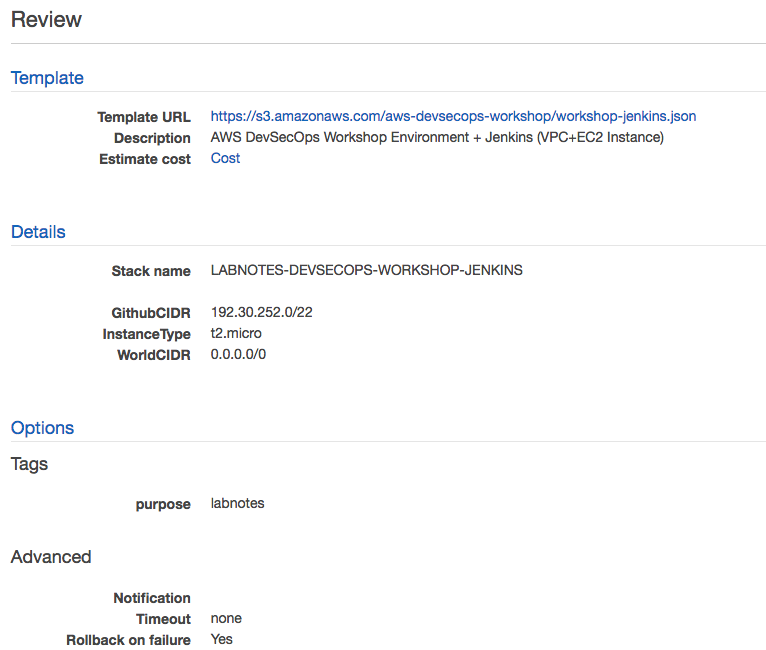 Review
Template
Template URL https://s3.amazonaws.com/aws-devsecops-workshop/workshop-jenkins.json
Description AWS DevSecOps Workshop Environment + Jenkins (VPC+EC2 Instance)
Estimate cost Cost
Details
Stack name LABNOTES-DEVSECOPS-WORKSHOP-JENKINS
GithubCIDR 192.30.252.0/22
InstanceType t2.micro
WorldCIDR 0.0.0.0/0
Options
Tags
purpose labnotes
Advanced
Notification
Timeout none
Rollback on failure Yes